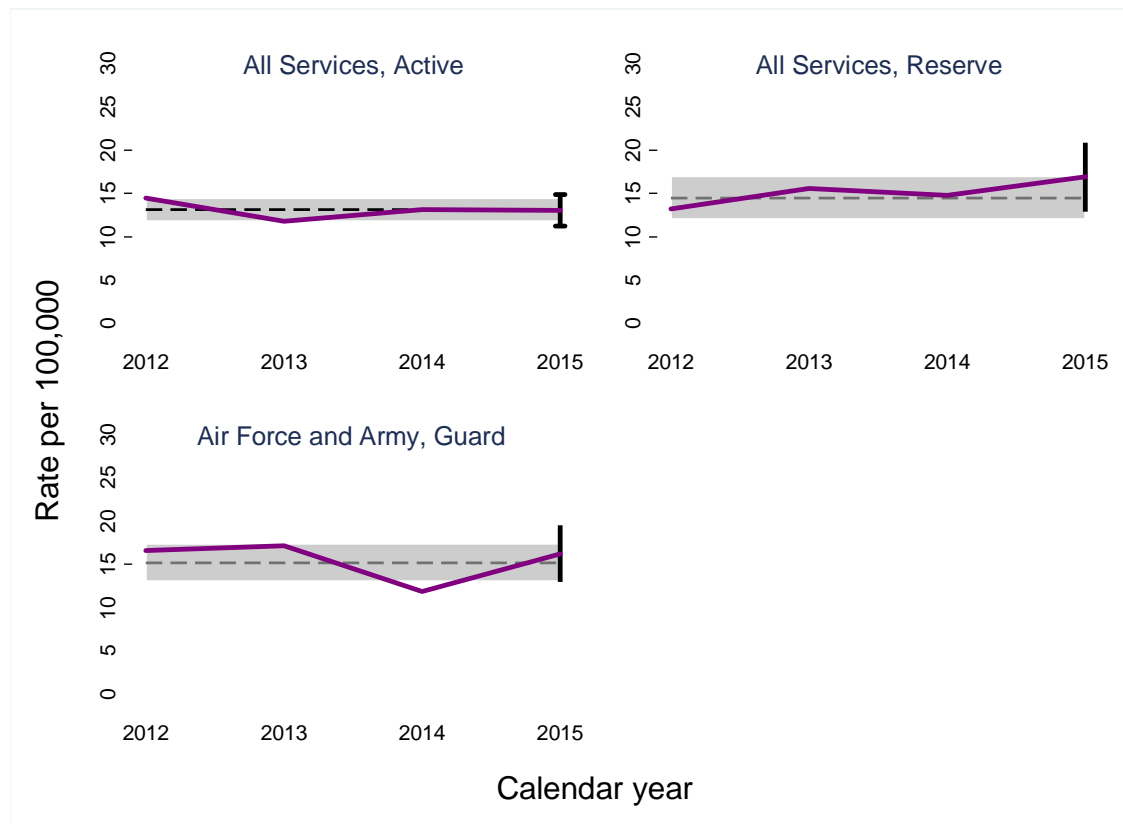 All Services, Active
30
25
20
15
10
5
0
2012 2013 2014 2015
All Services, Reserve
30
25
20
15
10
5
0
2012 2013 2014 2015
Rate per 100,000
Air Force and Army, Guard
30
25
20
15
10
5
0
2012 2013 2014 2015
Calendar year